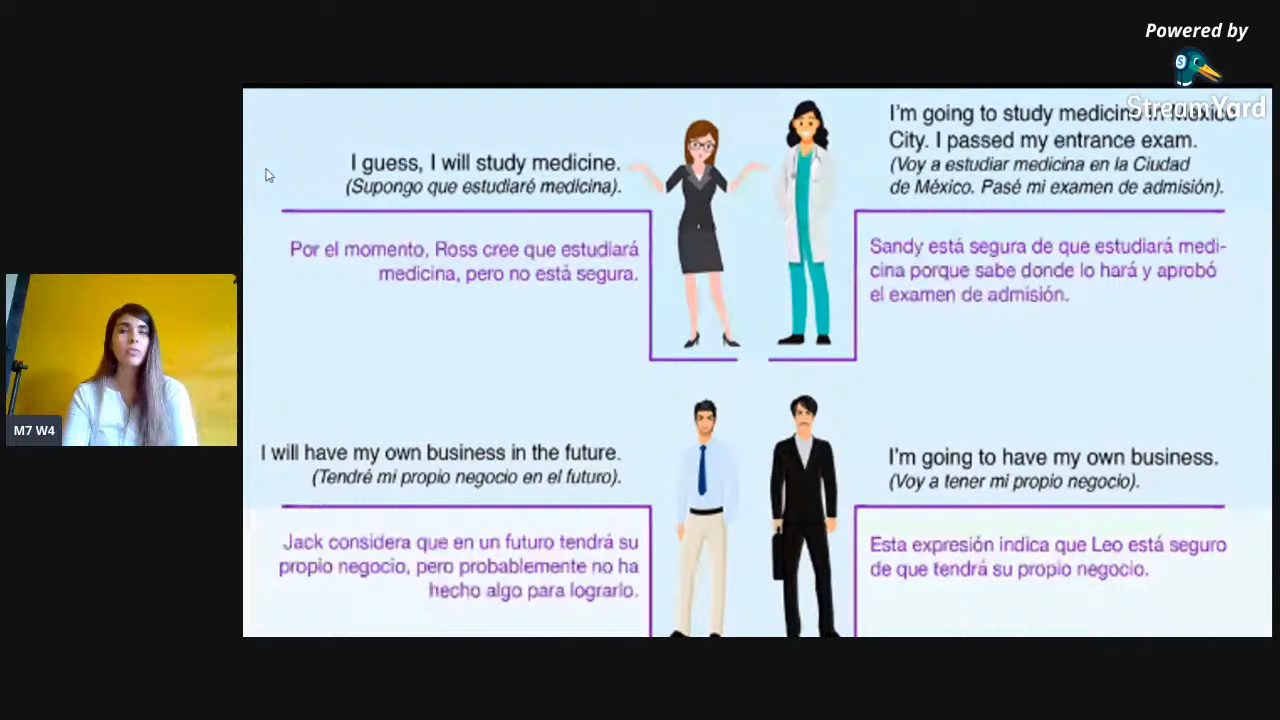 Powered by
StreamYard
I guess, I will study medicine.
(Supongo que estudiaré medicina).
Por el momento, Ross cree que estudiará
medicina, pero no está segura.
I'm going to study medicine in Mexico
City. I passed my entrance exam.
(Voy a estudiar medicina en la Ciudad
de México. Pasé mi examen de admisión).
Sandy está segura de que estudiará medi-
cina porque sabe donde lo hará y aprobó
el examen de admisión.
M7 W4
I will have my own business in the future.
(Tendré mi propio negocio en el futuro).
Jack considera que en un futuro tendrá su
propio negocio, pero probablemente no ha
hecho algo para lograrlo.
I'm going to have my own business.
(Voy a tener mi propio negocio).
Esta expresión indica que Leo está seguro
de que tendrá su propio negocio.